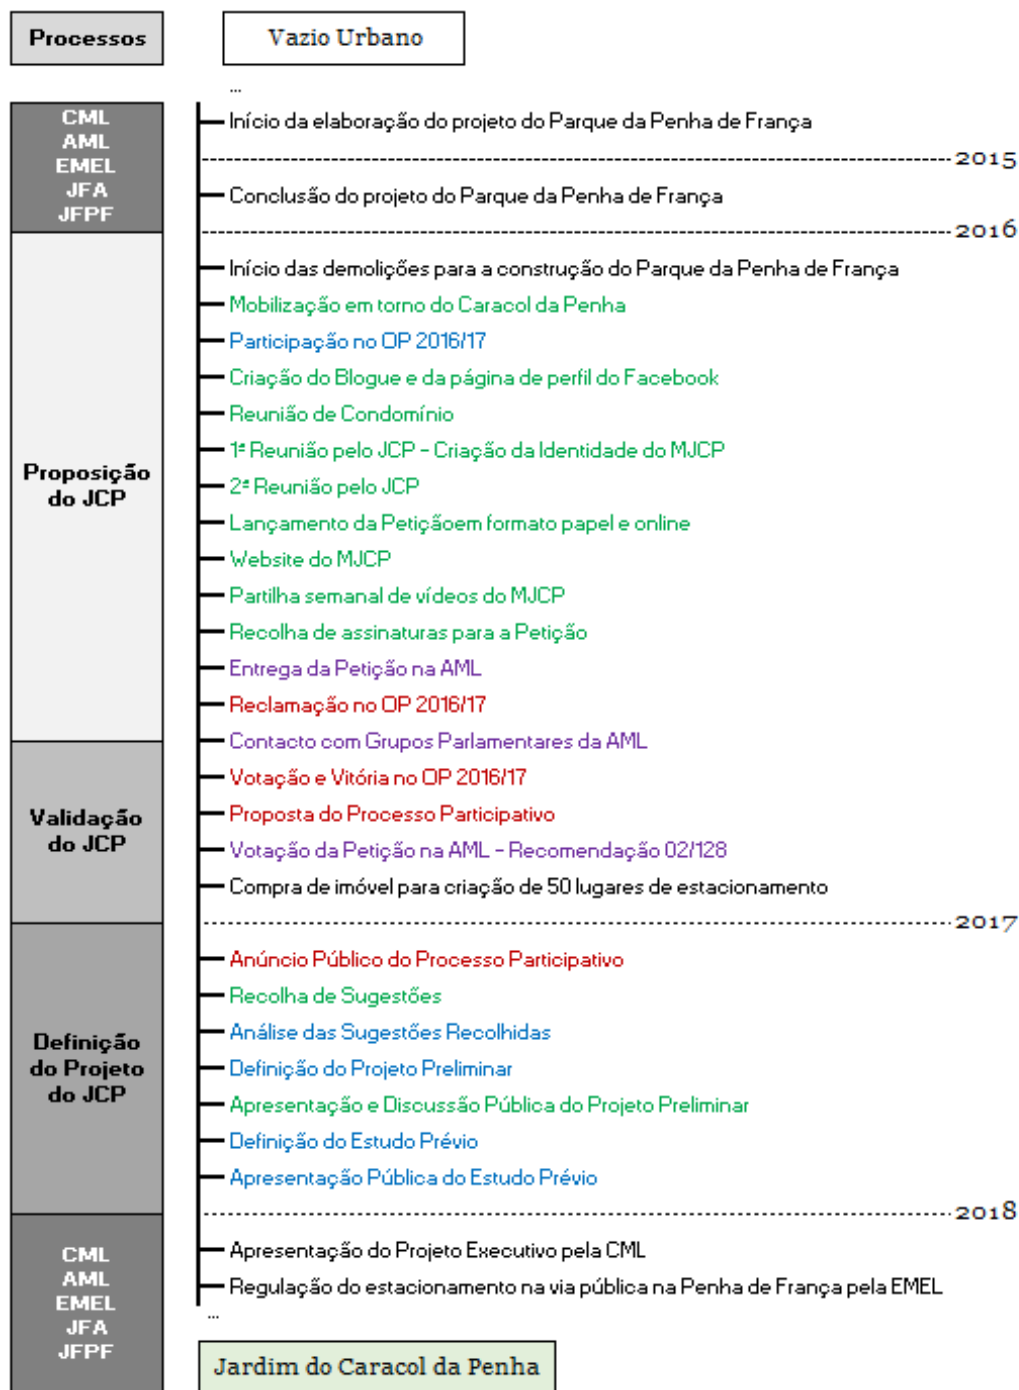 Processos
Vazio Urbano
...
CML
AML
EMEL
JFA
JFPF
Início da elaboração do projeto do Parque da Penha de França
2015
Conclusão do projeto do Parque da Penha de França
2016
Proposição
do JCP
Início das demolições para a construção do Parque da Penha de França
Mobilização em torno do Caracol da Penha
Participação no OP 2016/17
Criação do Blogue e da página de perfil do Facebook
Reunião de Condomínio
1ª Reunião pelo JCP - Criação da Identidade do MJCP
2ª Reunião pelo JCP
Lançamento da Petiçãoem formato papel e online
Website do MJCP
Partilha semanal de vídeos do MJCP
Recolha de assinaturas para a Petição
Entrega da Petição na AML
Reclamação no OP 2016/17
Contacto com Grupos Parlamentares da AML
Validação
do JCP
Votação e Vitória no OP 2016/17
Proposta do Processo Participativo
Votação da Petição na AML - Recomendação 02/128
Compra de imóvel para criação de 50 lugares de estacionamento
2017
Definição
do Projeto
do JCP
Anúncio Público do Processo Participativo
Recolha de Sugestões
Análise das Sugestões Recolhidas
Definição do Projeto Preliminar
Apresentação e Discussão Pública do Projeto Preliminar
Definição do Estudo Prévio
Apresentação Pública do Estudo Prévio
2018
CML
AML
EMEL
JFA
JFPF
Apresentação do Projeto Executivo pela CML
Regulação do estacionamento na via pública na Penha de França pela EMEL
...
Jardim do Caracol da Penha